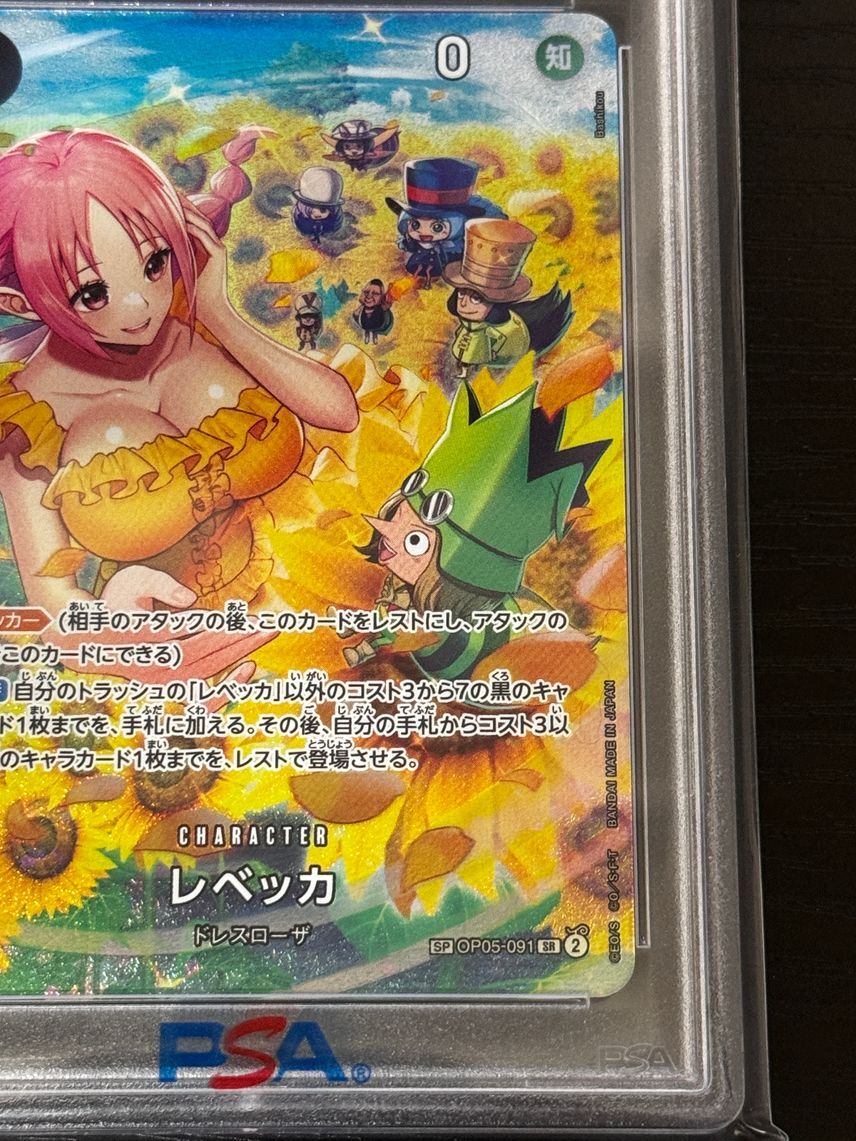 0
知
Bashikou
ッカー (相手のアタックの後、このカードをレストにし、アタックの
このカードにできる)
自分のトラッシュの「レベッカ」以外のコスト3から7の黒のキャ
ド1枚までを、手札に加える。その後、自分の手札からコスト3以
のキャラカード1枚までを、レストで登場させる。
CHARACTER
レベッカ
ドレスローザ
SP OP05-091 SR 2
©EO/S CO/S·F·T BANDAI MADE IN JAPAN
PSA®
PSA